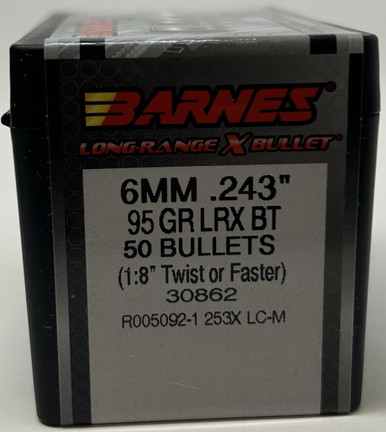 BARNES
LONG-RANGE X BULLET
6MM .243"
95 GR LRX BT
50 BULLETS
(1:8" Twist or Faster)
30862
R005092-1 253X LC-M